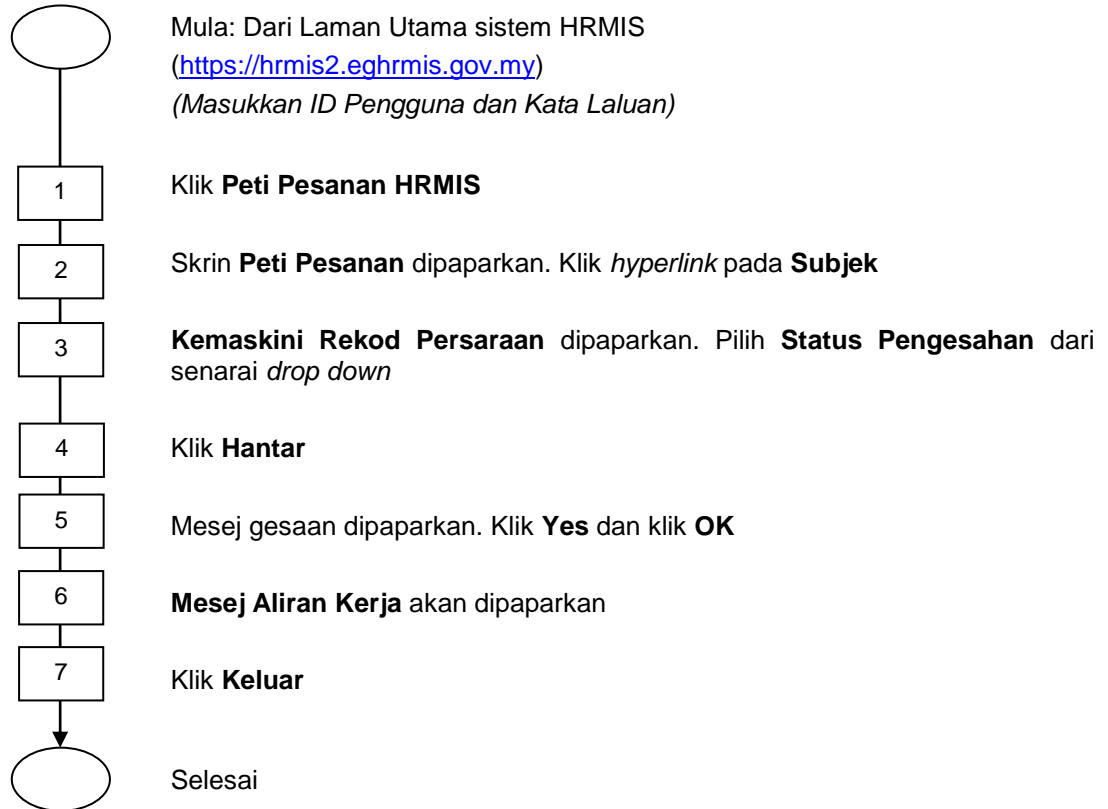 Mula: Dari Laman Utama sistem HRMIS
(https://hrmis2.eghrmis.gov.my)
(Masukkan ID Pengguna dan Kata Laluan)
1
Klik Peti Pesanan HRMIS
2
Skrin Peti Pesanan dipaparkan. Klik hyperlink pada Subjek
3
Kemaskini Rekod Persaraan dipaparkan. Pilih Status Pengesahan dari
senarai drop down
4
Klik Hantar
5
Mesej gesaan dipaparkan. Klik Yes dan klik OK
6
Mesej Aliran Kerja akan dipaparkan
7
Klik Keluar
Selesai